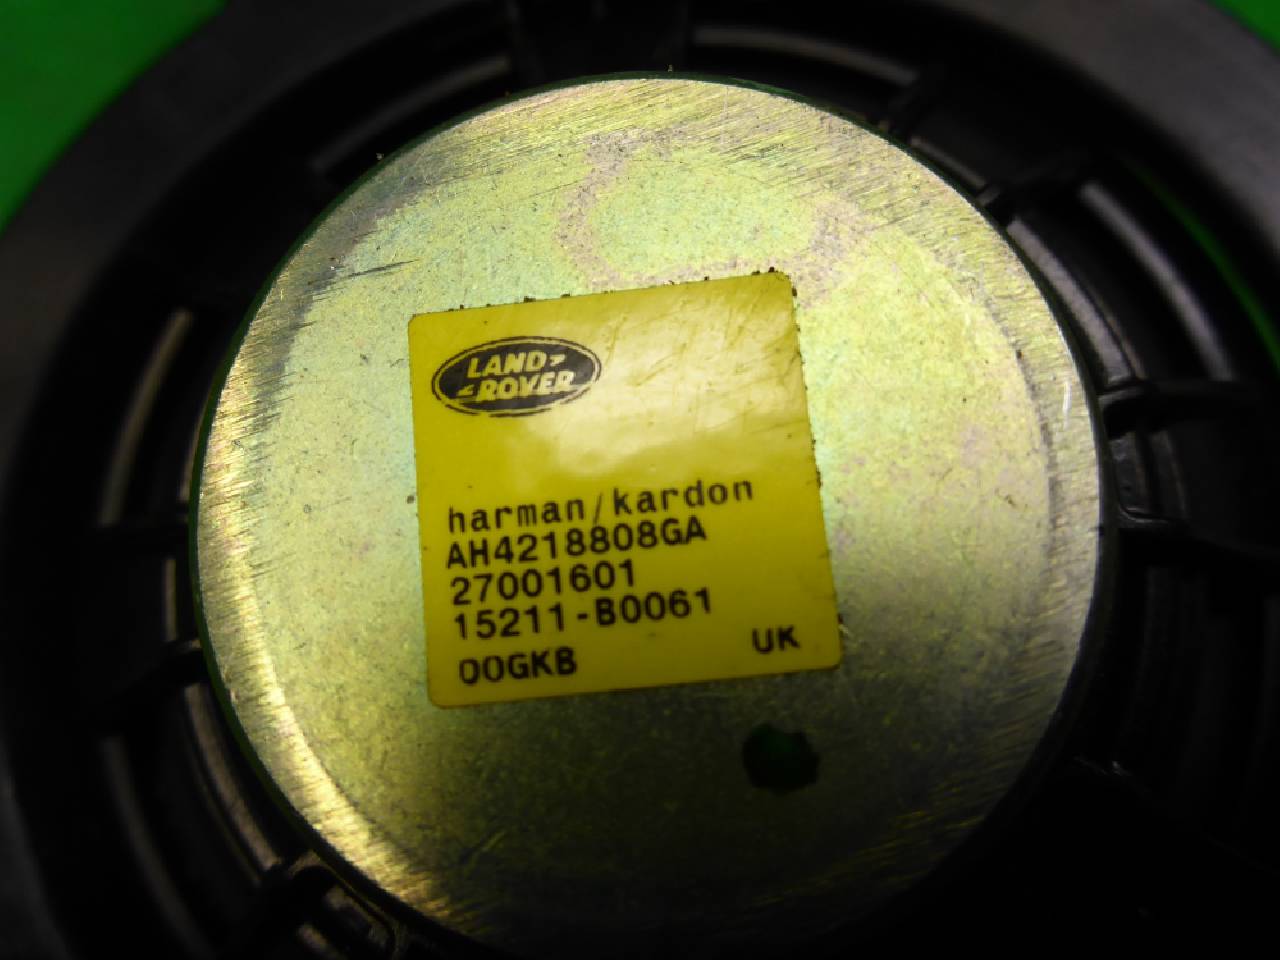 LAND
ROVER
harman/kardon
AH4218808GA
27001601
15211-B0061
00GKB
UK